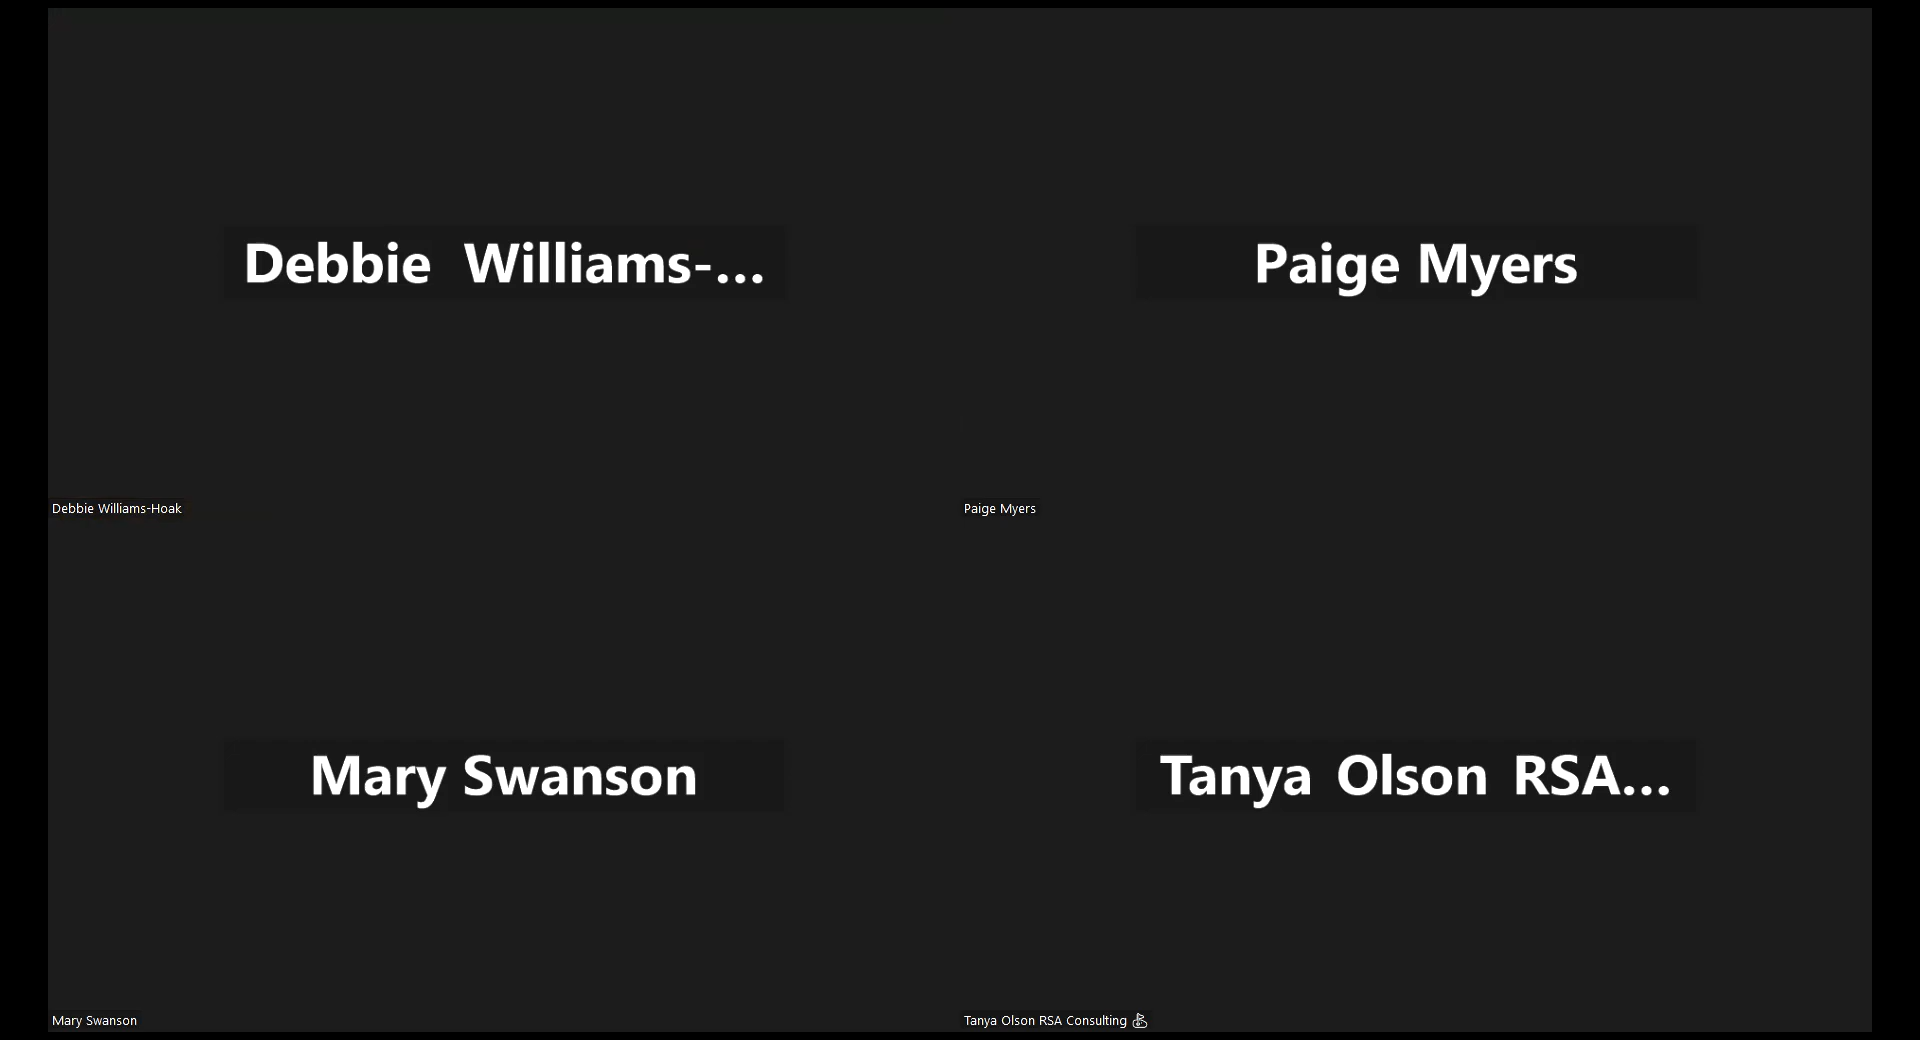 Debbie Williams-...
Paige Myers
Debbie Williams-Hoak
Paige Myers
Mary Swanson
Tanya Olson RSA...
Mary Swanson
Tanya Olson RSA Consulting